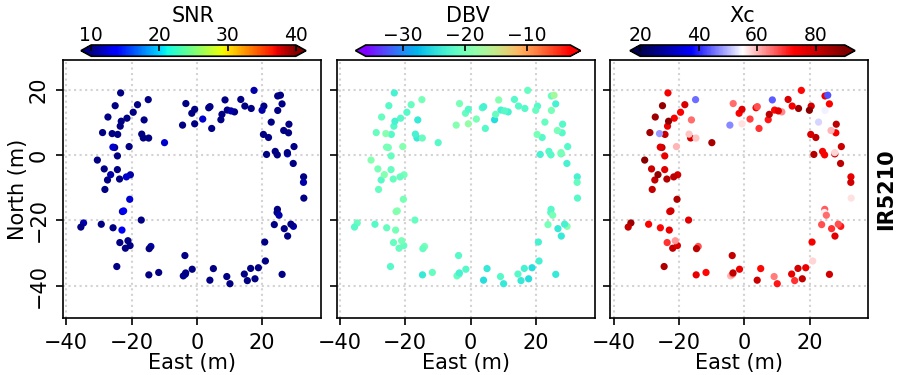 SNR DBV Xc
10 20 30 40 −30 −20 −10 20 40 60 80
20
0
−20
−40
North (m)
IR5210
−40 −20 0 20 −40 −20 0 20 −40 −20 0 20
East (m) East (m) East (m)